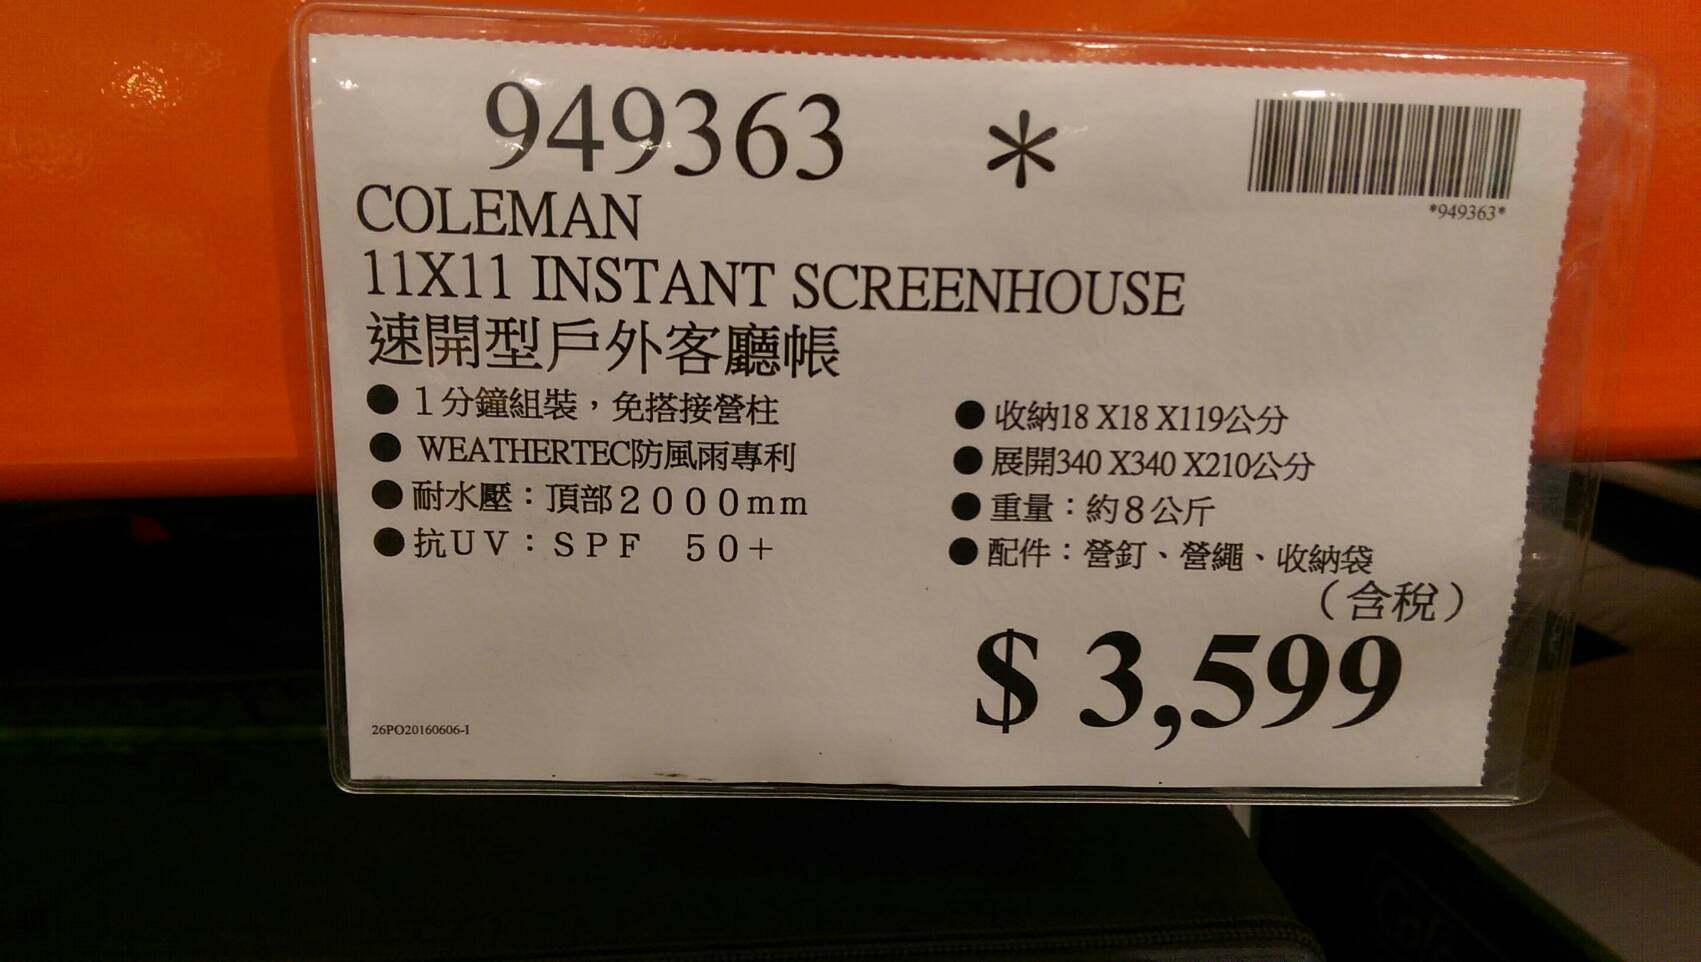 949363 *
*949363*
COLEMAN
11X11 INSTANT SCREENHOUSE
速開型戶外客廳帳
● 1分鐘組裝，免搭接營柱
● WEATHERTEC防風雨專利
● 耐水壓：頂部2000mm
● 抗UV：SPF 50+
● 收納18 X18 X119公分
● 展開340 X340 X210公分
● 重量：約8公斤
● 配件：營釘、營繩、收納袋
（含稅）
$ 3,599
26PO20160606-I